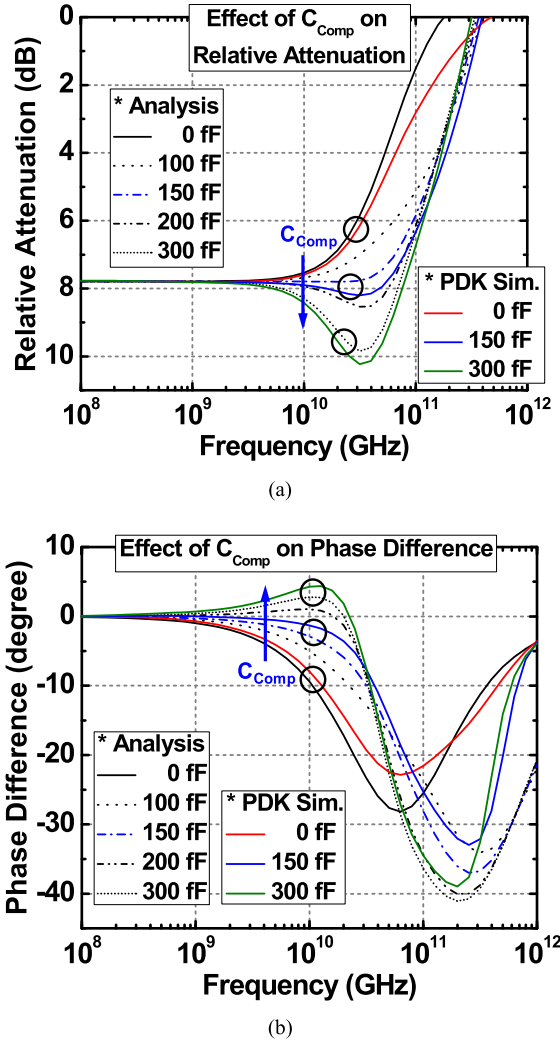 Effect of C_Comp on
Relative Attenuation
Relative Attenuation (dB)
0
2
4
6
8
10
* Analysis
0 fF
100 fF
150 fF
200 fF
300 fF
C_Comp
* PDK Sim.
0 fF
150 fF
300 fF
10^8
10^9
10^10
10^11
10^12
Frequency (GHz)
(a)
Effect of C_Comp on Phase Difference
Phase Difference (degree)
10
0
-10
-20
-30
-40
C_Comp
* Analysis
0 fF
100 fF
150 fF
200 fF
300 fF
* PDK Sim.
0 fF
150 fF
300 fF
10^8
10^9
10^10
10^11
10^12
Frequency (GHz)
(b)